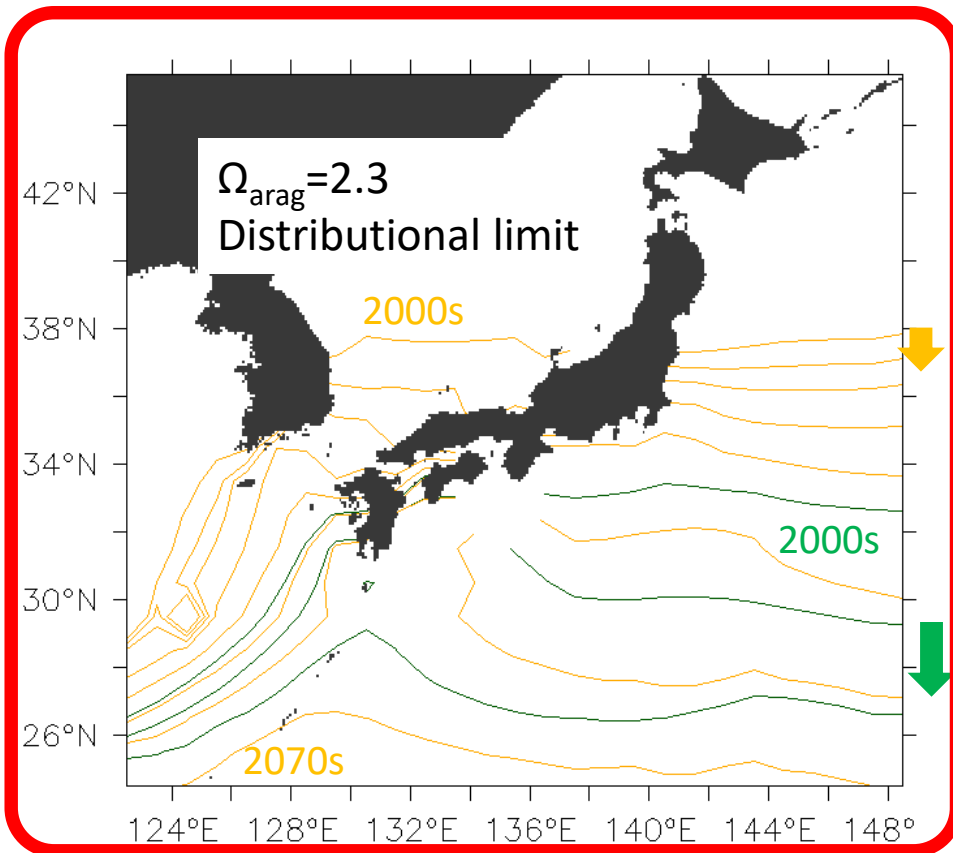 Ω_arag=2.3
Distributional limit
42°N
2000s
38°N
34°N
2000s
30°N
26°N
2070s
124°E 128°E 132°E 136°E 140°E 144°E 148°